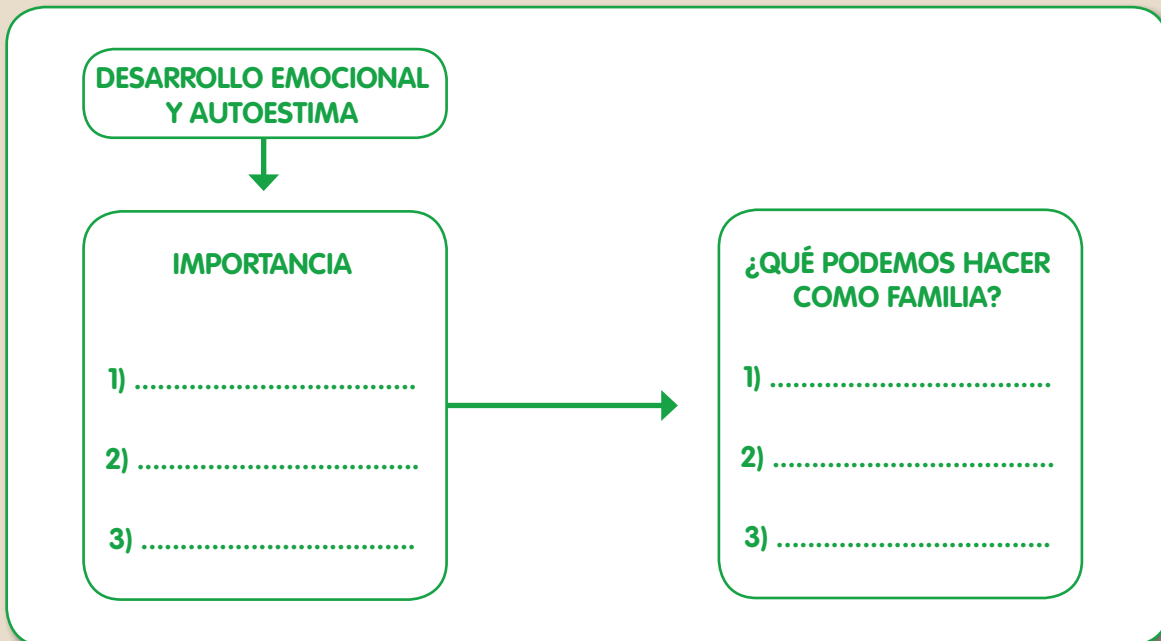 DESARROLLO EMOCIONAL
Y AUTOESTIMA
IMPORTANCIA
1) ....................................
2) ....................................
3) ...................................
¿QUÉ PODEMOS HACER
COMO FAMILIA?
1) ....................................
2) ....................................
3) ...................................